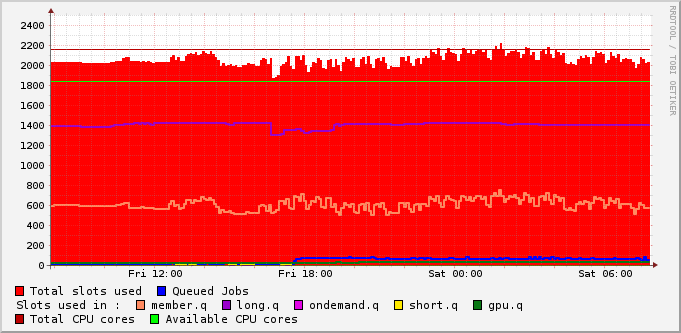 2400
2200
2000
1800
1600
1400
1200
1000
800
600
400
200
0
Fri 12:00 Fri 18:00 Sat 00:00 Sat 06:00
Total slots used Queued Jobs
Slots used in : member.q long.q ondemand.q short.q gpu.q
Total CPU cores Available CPU cores
RRDTOOL / TOBI OETIKER